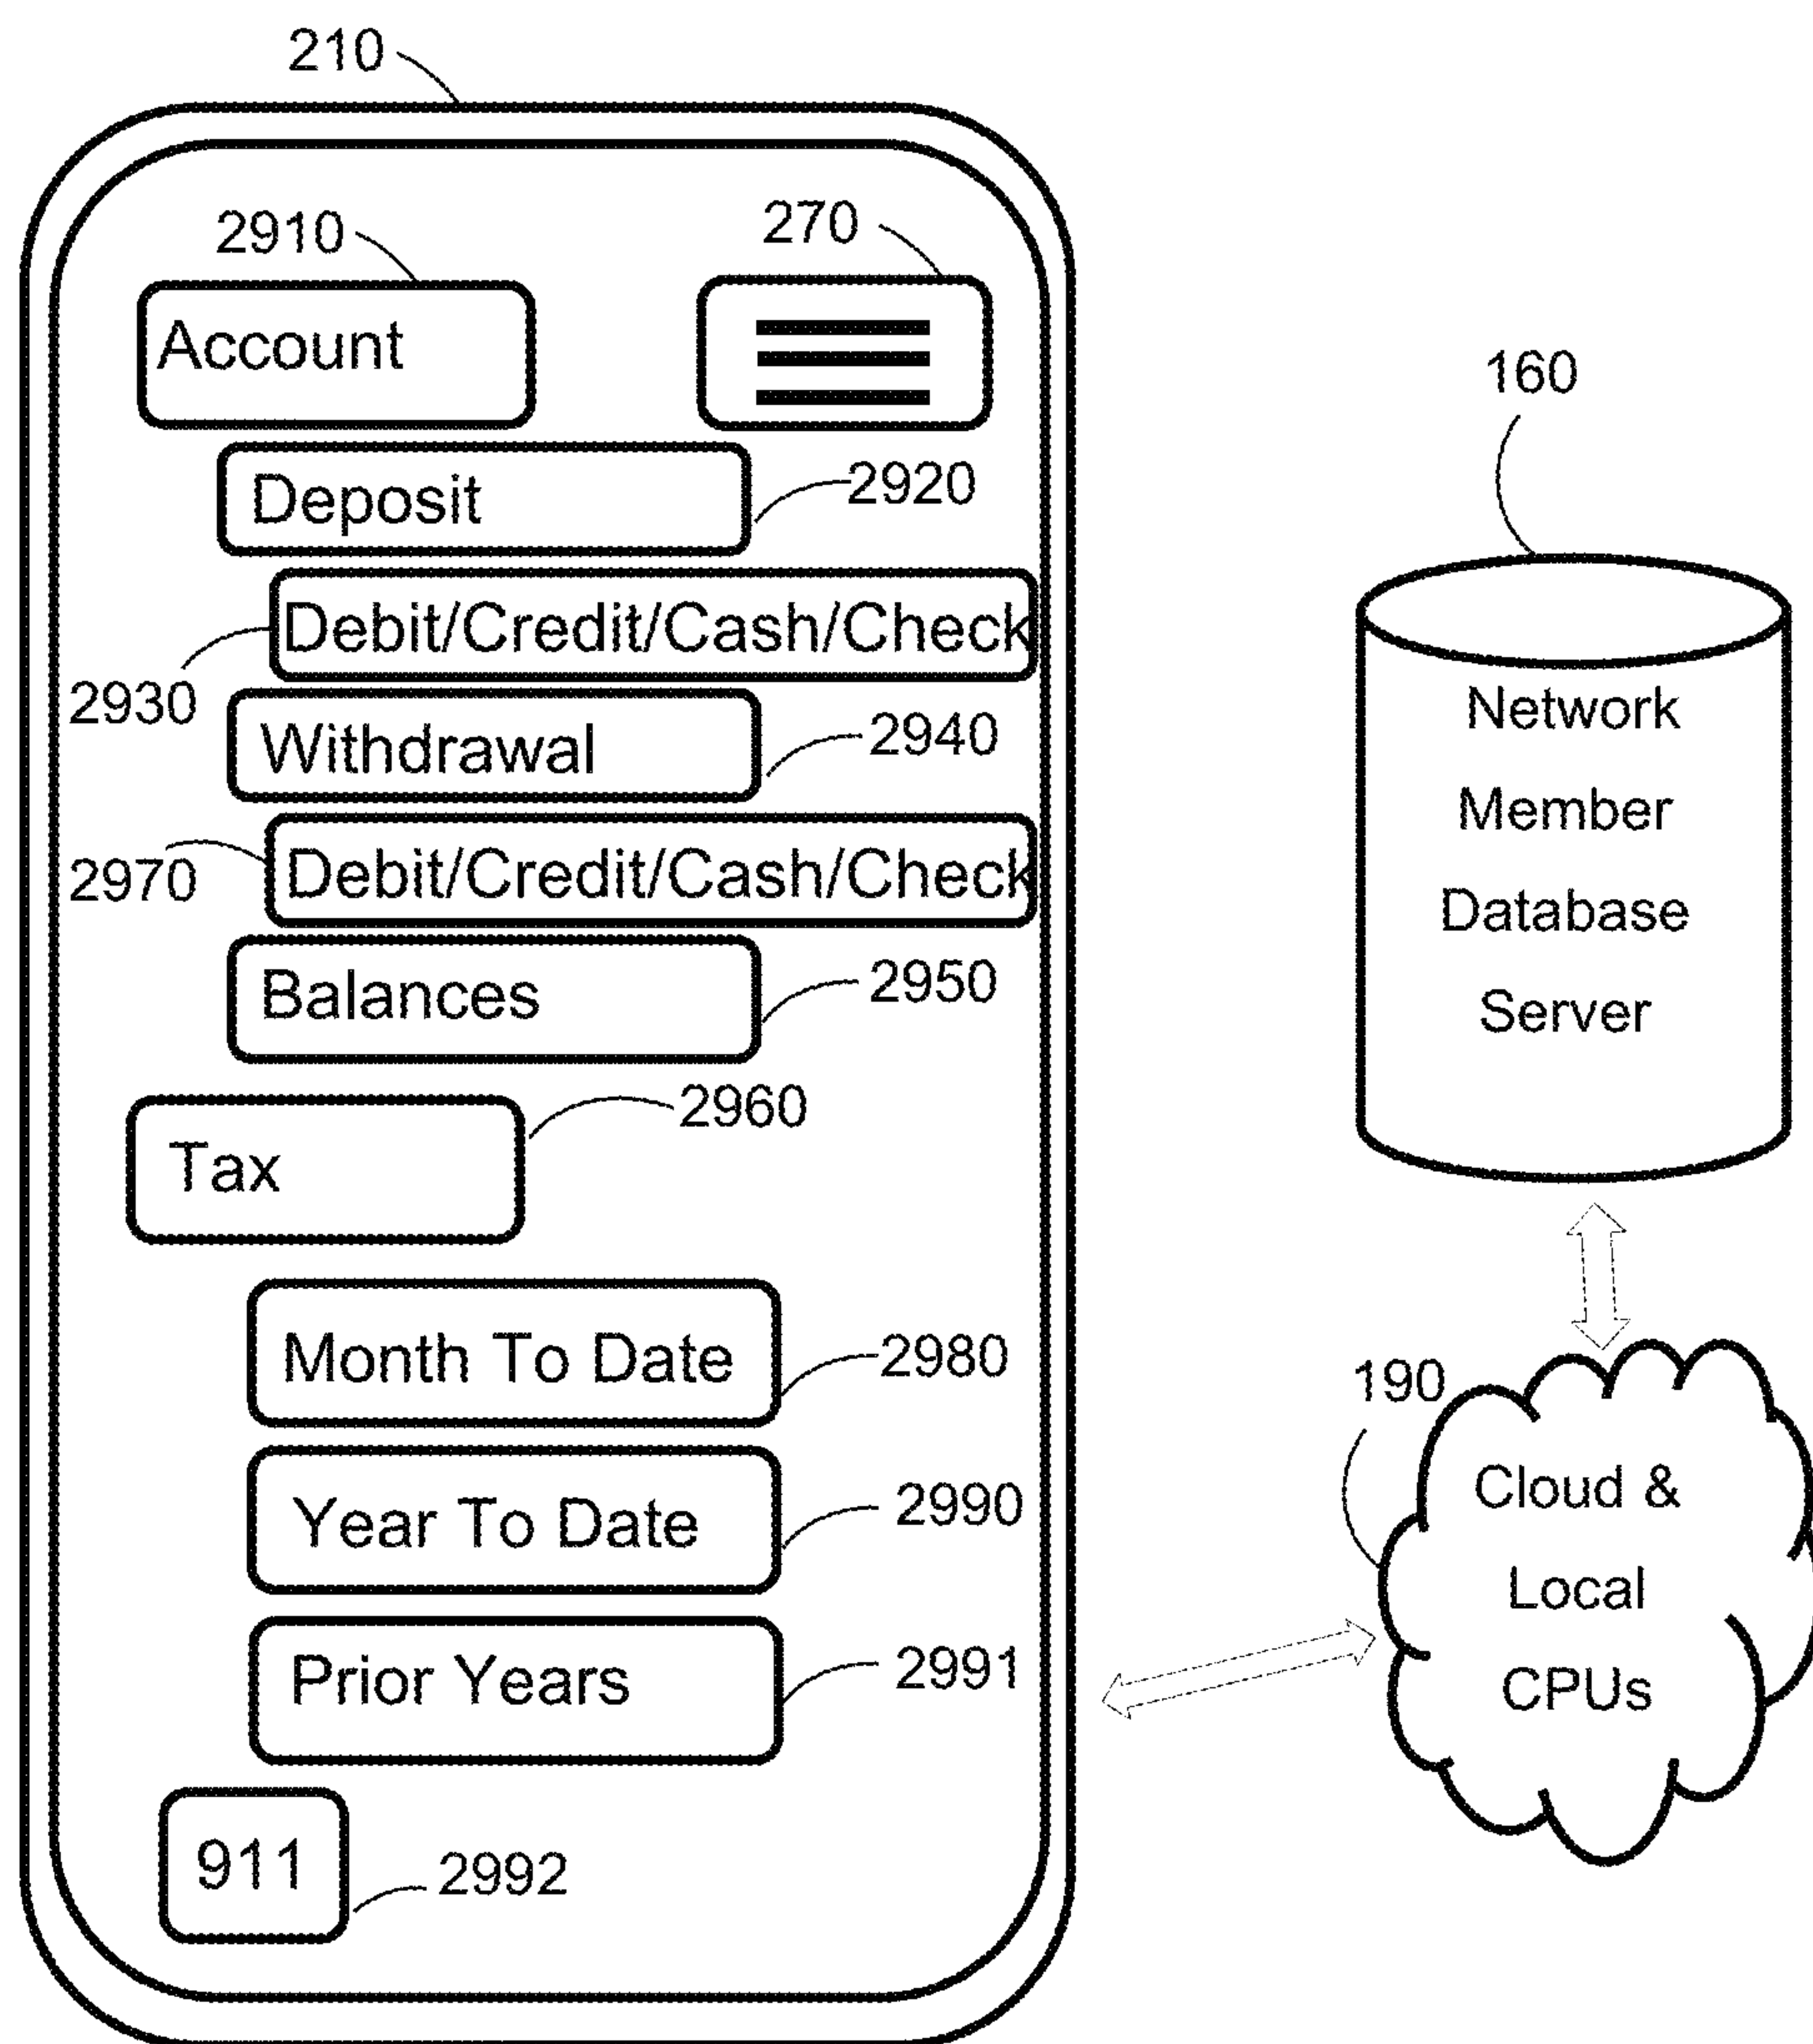 210
2910
270
Account
Deposit
2920
Debit/Credit/Cash/Check
2930
Withdrawal
2940
2970
Debit/Credit/Cash/Check
Balances
2950
2960
Tax
Month To Date
2980
Year To Date
2990
Prior Years
2991
911
2992
160
Network
Member
Database
Server
190
Cloud &
Local
CPUs